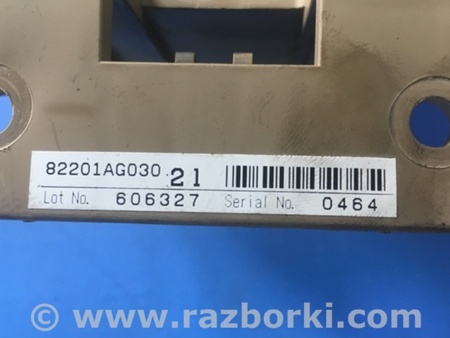 82201AG030 21
Lot No. 606327 Serial No. 0464
© www.razborki.com